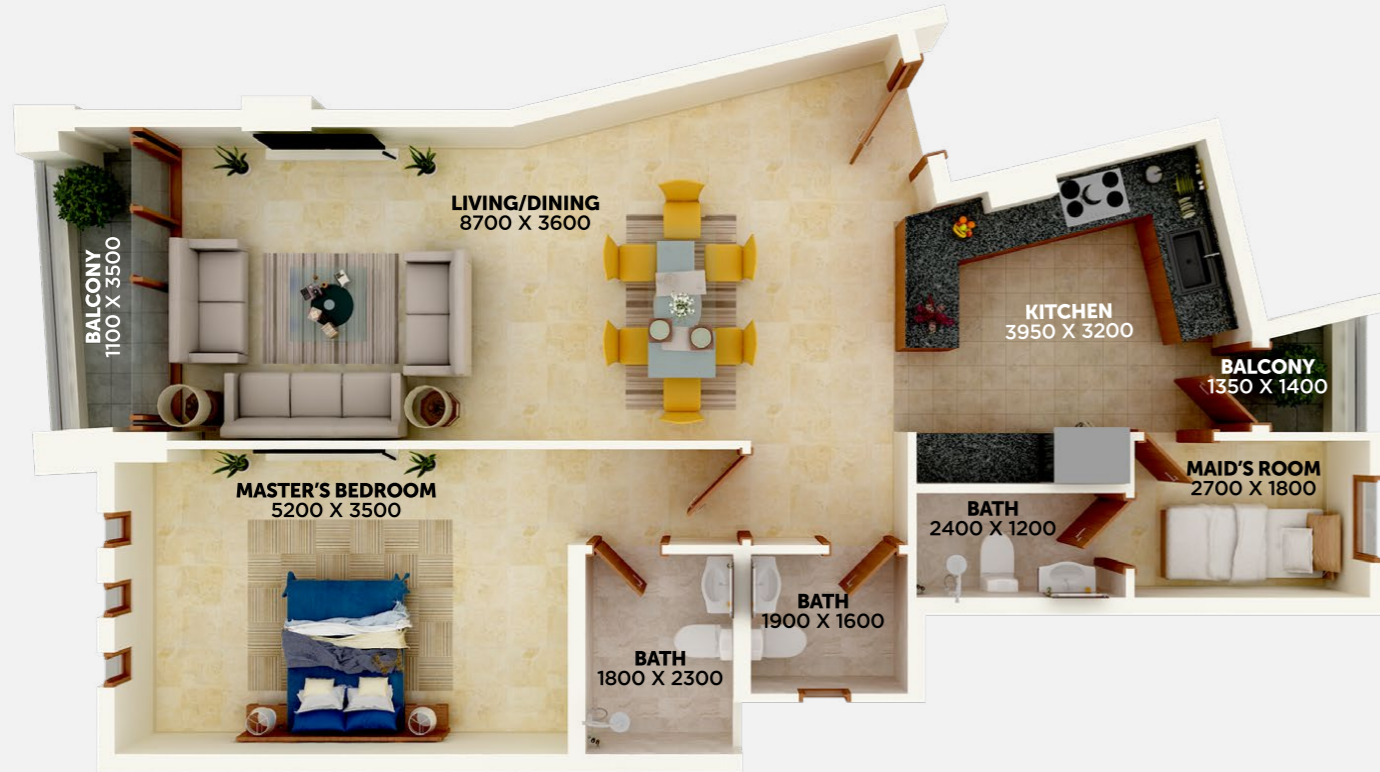 LIVING/DINING
8700 X 3600
BALCONY
1100 X 3500
KITCHEN
3950 X 3200
BALCONY
1350 X 1400
MASTER'S BEDROOM
5200 X 3500
MAID'S ROOM
2700 X 1800
BATH
2400 X 1200
BATH
1900 X 1600
BATH
1800 X 2300